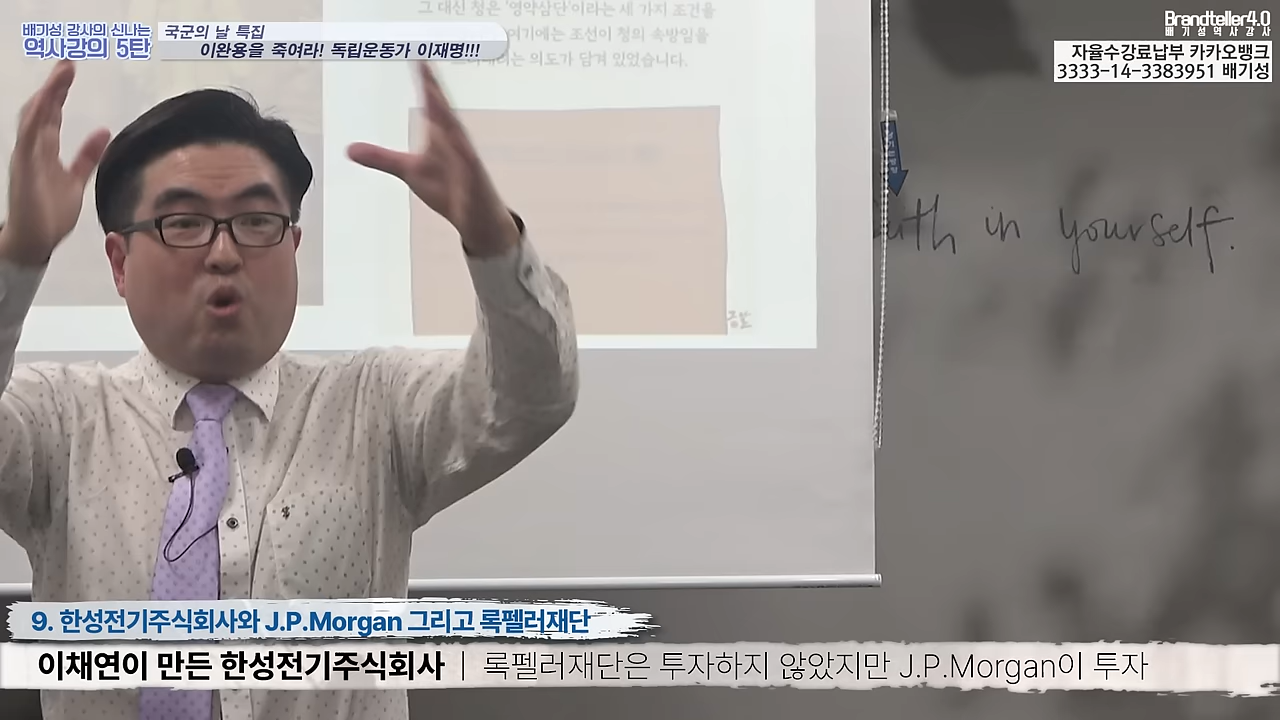 배기성 강사의 신나는
역사강의 5탄
국군의 날 특집
이완용을 죽여라! 독립운동가 이재명!!!
그 대신 청은 '영약삼단'이라는 세 가지 조건을
여기에는 조선이 청의 속방임을
의도가 담겨 있었습니다.
Brandteller4.0
배기성역사강사
자율수강료납부 카카오뱅크
3333-14-3383951 배기성
in yourself.
9. 한성전기주식회사와 J.P.Morgan 그리고 록펠러재단
이채연이 만든 한성전기주식회사 | 록펠러재단은 투자하지 않았지만 J.P.Morgan이 투자